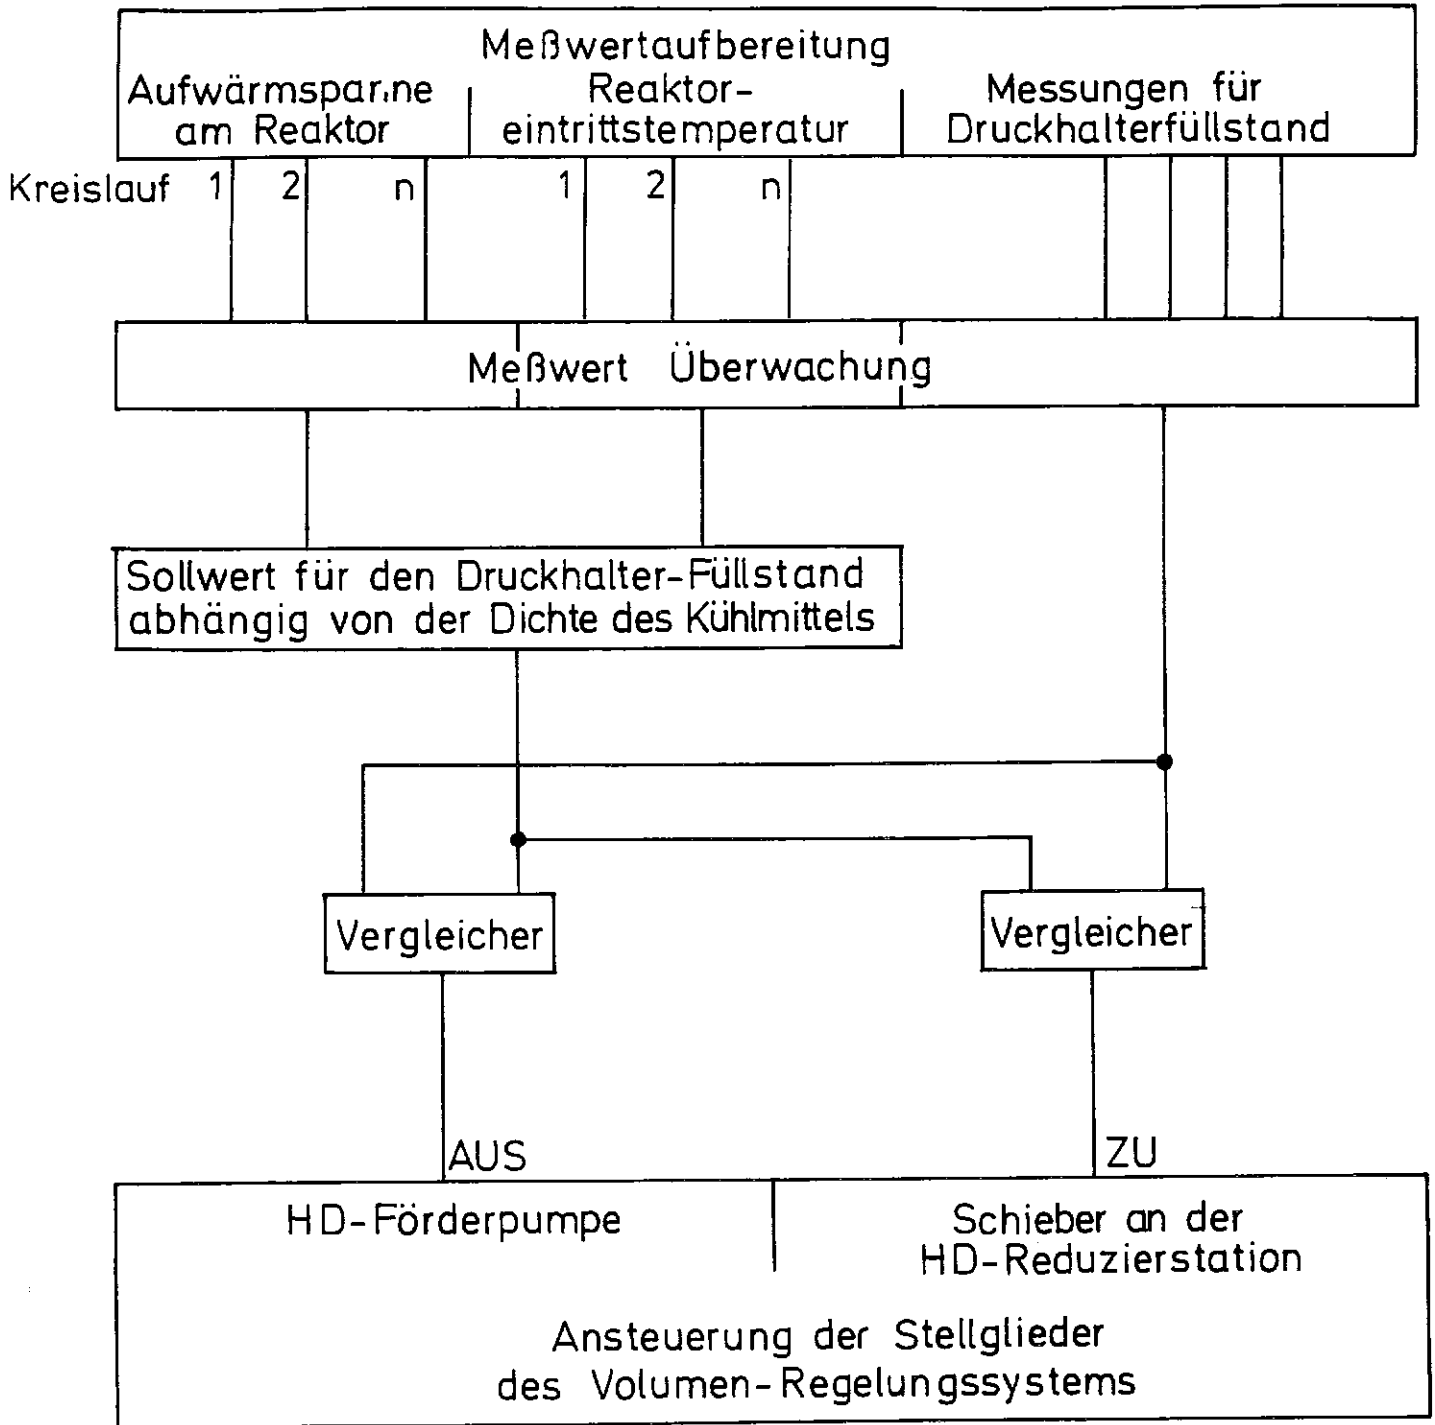 Meßwertaufbereitung
Aufwärmspanne
am Reaktor
Reaktor-
eintrittstemperatur
Messungen für
Druckhalterfüllstand
Kreislauf 1 2 n 1 2 n
Meßwert Überwachung
Sollwert für den Druckhalter-Füllstand
abhängig von der Dichte des Kühlmittels
Vergleicher
Vergleicher
AUS
ZU
HD-Förderpumpe
Schieber an der
HD-Reduzierstation
Ansteuerung der Stellglieder
des Volumen-Regelungssystems